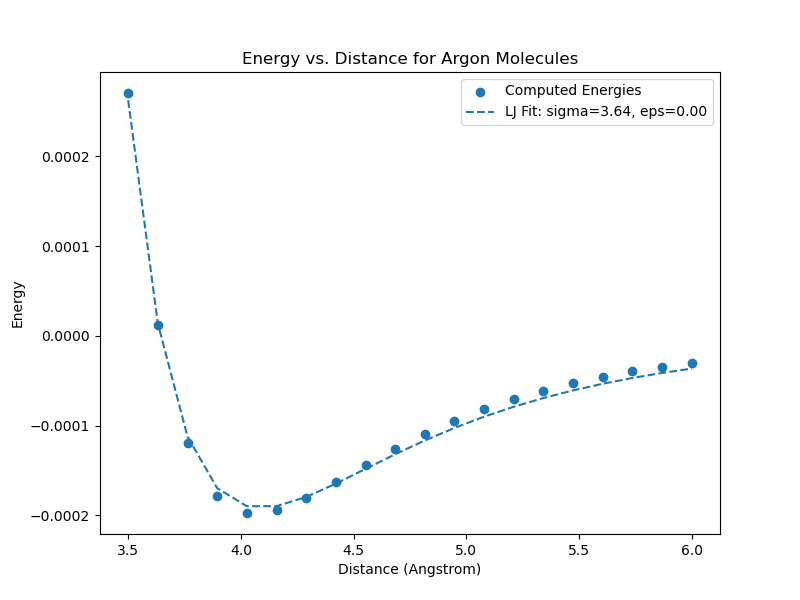 Energy vs. Distance for Argon Molecules
Computed Energies
LJ Fit: sigma=3.64, eps=0.00
Energy
0.0002
0.0001
0.0000
−0.0001
−0.0002
3.5 4.0 4.5 5.0 5.5 6.0
Distance (Angstrom)